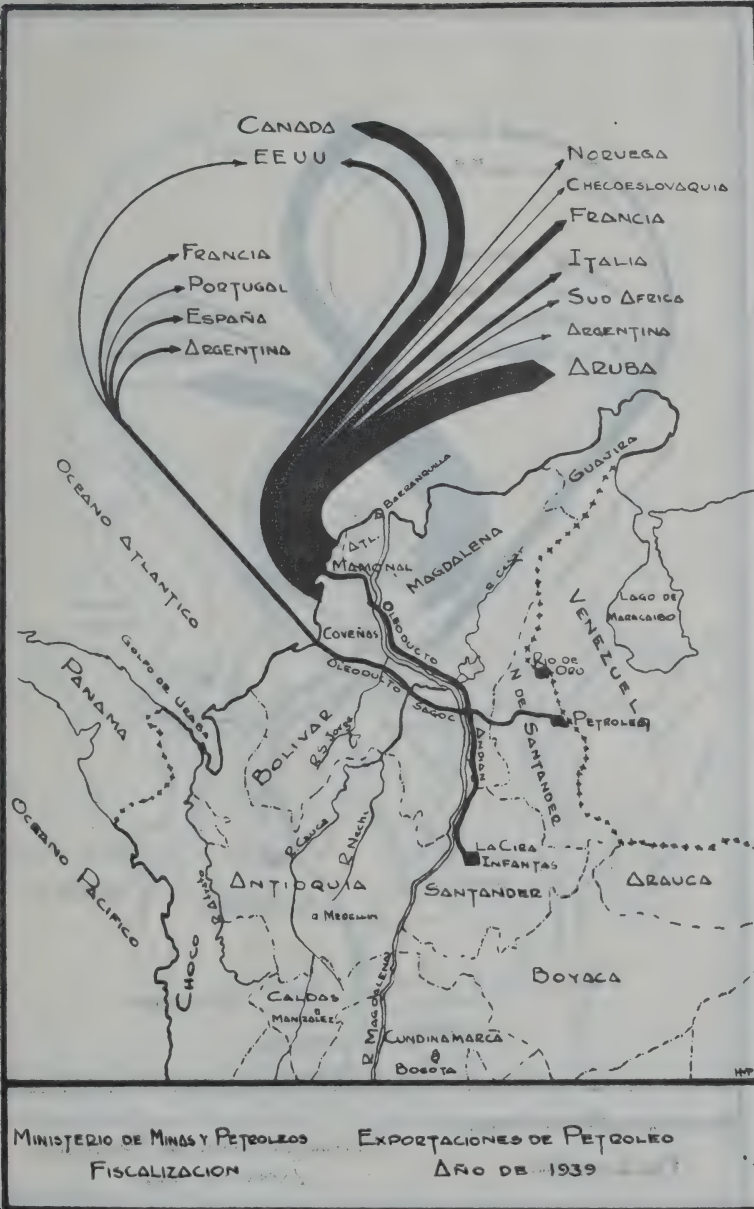 CANADA
EEUU
NORUEGA
CHECOESLOVAQUIA
FRANCIA
ITALIA
SUD AFRICA
ARGENTINA
ARUBA
FRANCIA
PORTUGAL
ESPAÑA
ARGENTINA
OCEANO ATLANTICO
BARRANQUILLA
GUAJIRA
ATL.
MAMONAL
MAGDALENA
R. CESAR
LAGO DE
MARACAIBO
VENEZUELA
COVEÑAS
OLEODUCTO
ANDIAN
OLEODUCTO
SAGOC
RIO DE
ORO
PETROLEA
N DE SANTANDER
GOLFO DE URABA
PANAMA
BOLIVAR
R. S. JORGE
R. CAUCA
R. NECHI
OCEANO PACIFICO
ANTIOQUIA
MEDELLIN
R. ATRATO
CHOCO
LA CIRA
INFANTAS
SANTANDER
ARAUCA
BOYACA
CALDAS
MANIZALES
R. MAGDALENA
CUNDINAMARCA
BOGOTA
MINISTERIO DE MINAS Y PETROLEOS
FISCALIZACION
EXPORTACIONES DE PETROLEO
AÑO DE 1939